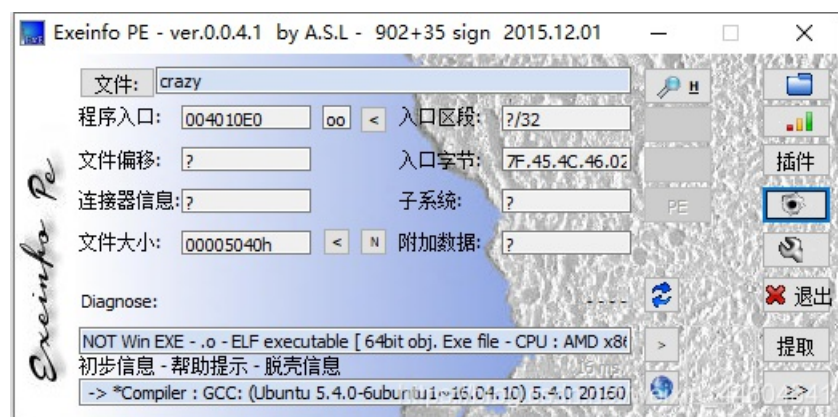 Exeinfo PE - ver.0.0.4.1 by A.S.L - 902+35 sign 2015.12.01
文件: crazy H
程序入口: 004010E0 oo < 入口区段: ?/32
文件偏移: ? 入口字节: 7F.45.4C.46.02 插件
连接器信息: ? 子系统: ? PE
文件大小: 00005040h < N 附加数据: ?
Exeinfo Pe
Diagnose: 退出
NOT Win EXE - .o - ELF executable [ 64bit obj. Exe file - CPU : AMD x86 > 提取
初步信息 - 帮助提示 - 脱壳信息
-> *Compiler : GCC: (Ubuntu 5.4.0-6ubuntu1~16.04.10) 5.4.0 20160 >>